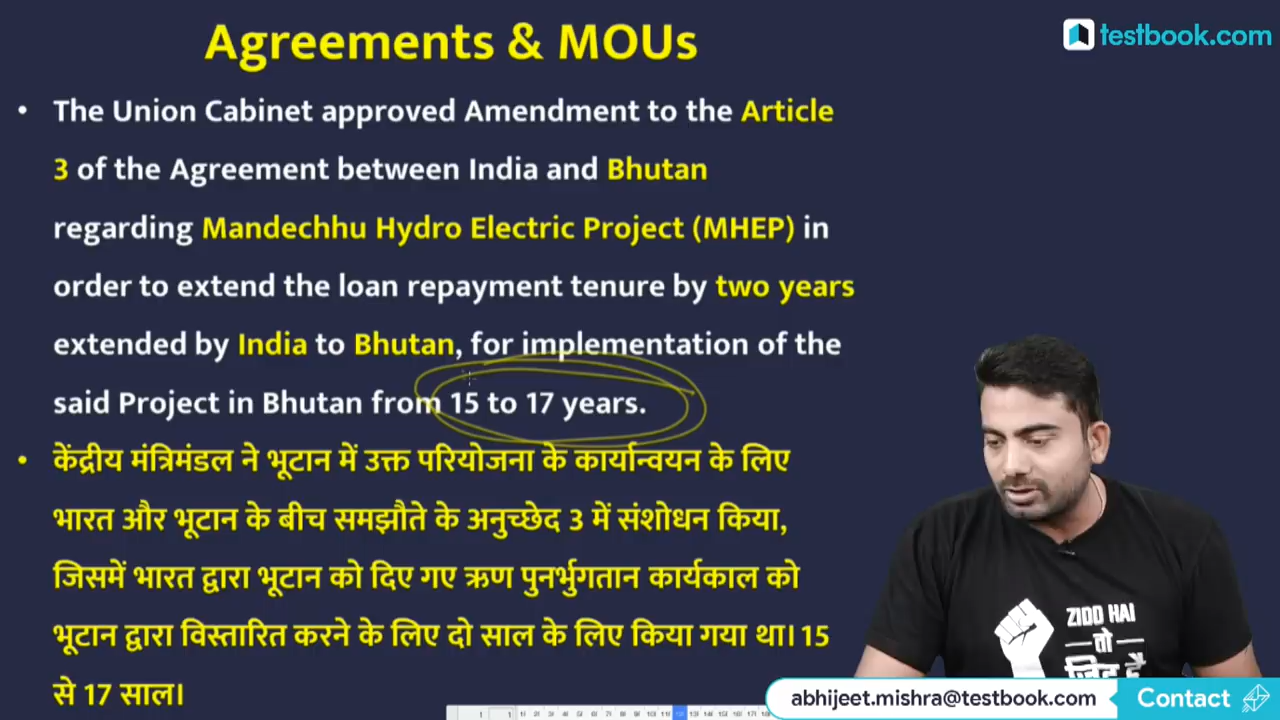 Agreements & MOUs
testbook.com
• The Union Cabinet approved Amendment to the Article
3 of the Agreement between India and Bhutan
regarding Mandechhu Hydro Electric Project (MHEP) in
order to extend the loan repayment tenure by two years
extended by India to Bhutan, for implementation of the
said Project in Bhutan from 15 to 17 years.
• केंद्रीय मंत्रिमंडल ने भूटान में उक्त परियोजना के कार्यान्वयन के लिए
भारत और भूटान के बीच समझौते के अनुच्छेद 3 में संशोधन किया,
जिसमें भारत द्वारा भूटान को दिए गए ऋण पुनर्भुगतान कार्यकाल को
भूटान द्वारा विस्तारित करने के लिए दो साल के लिए किया गया था। 15
से 17 साल।
ZIDD HAI
तो
abhijeet.mishra@testbook.com
Contact